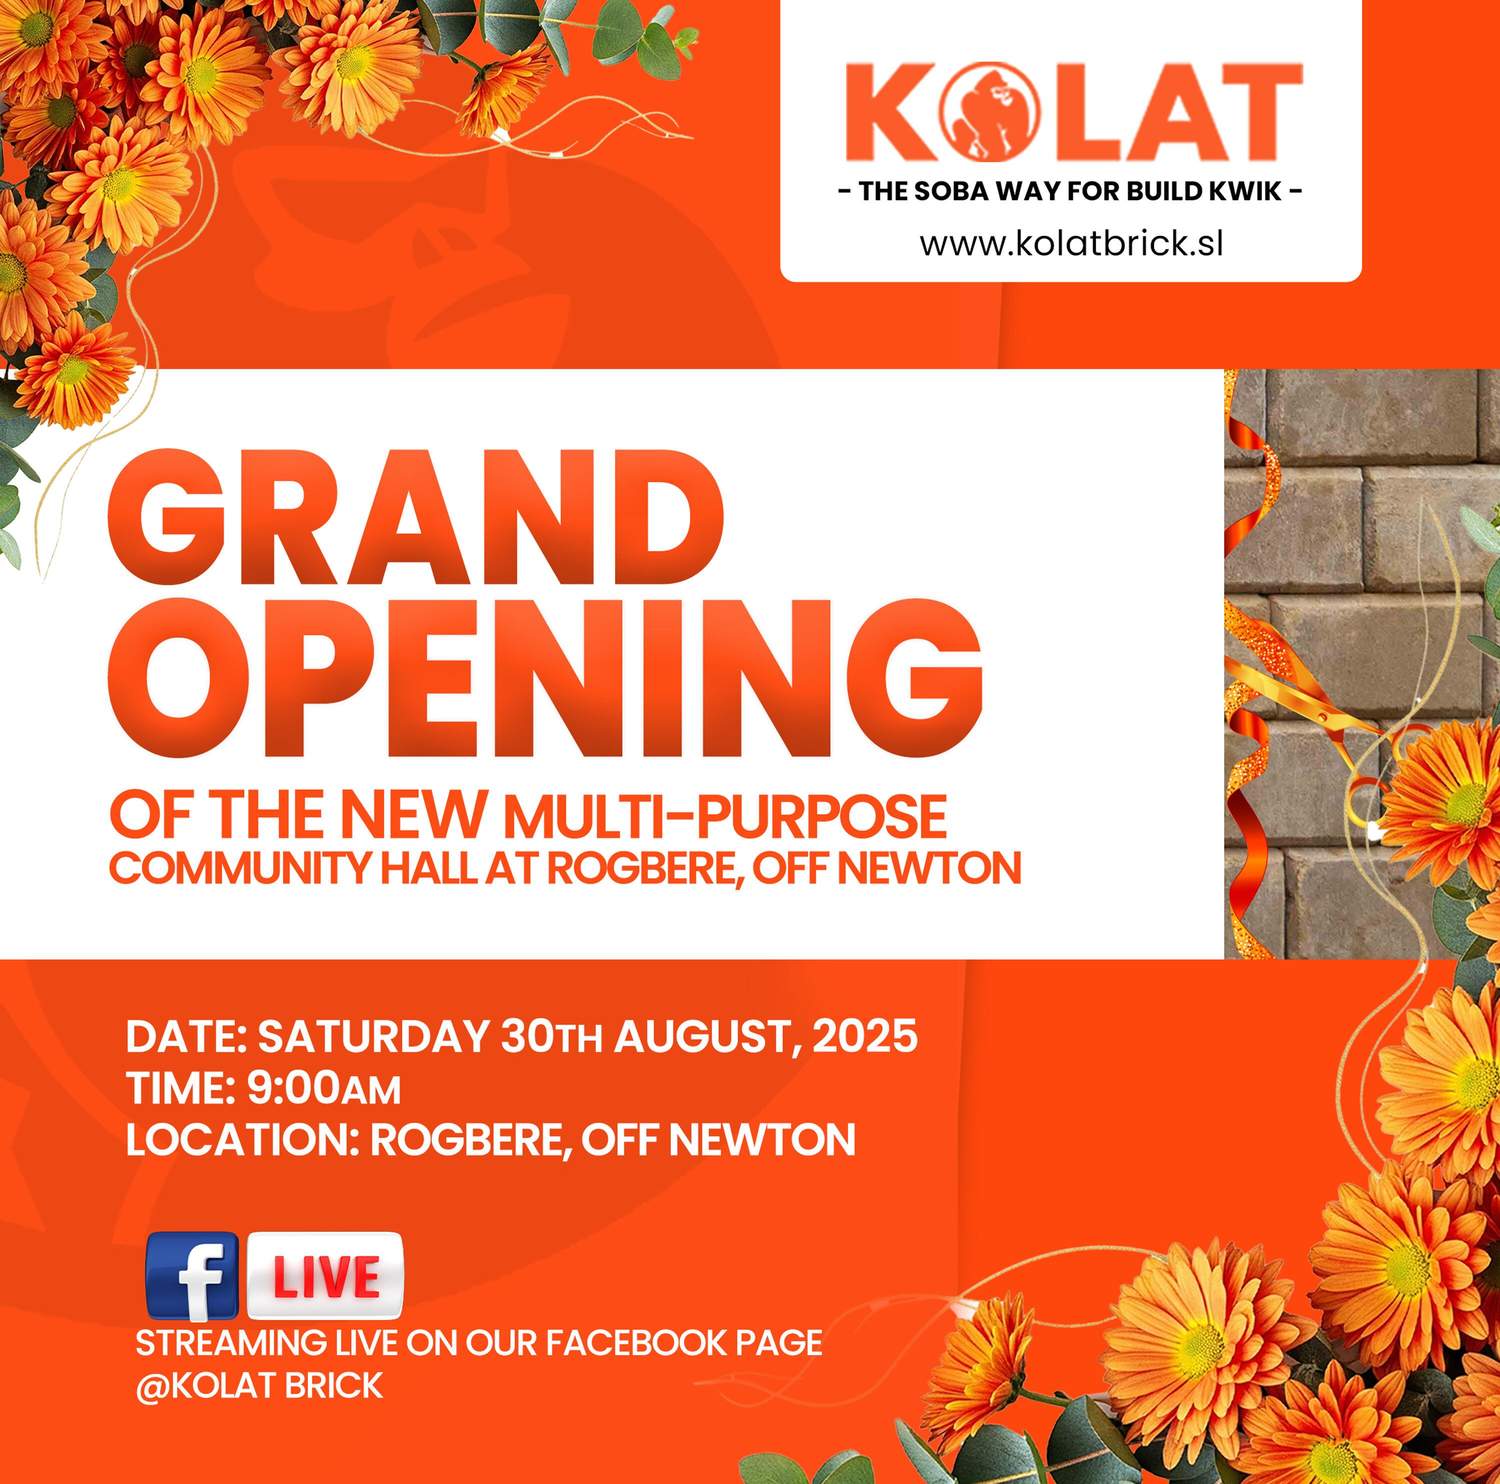 KOLAT
- THE SOBA WAY FOR BUILD KWIK -
www.kolatbrick.sl
GRAND
OPENING
OF THE NEW MULTI-PURPOSE
COMMUNITY HALL AT ROGBERE, OFF NEWTON
DATE: SATURDAY 30TH AUGUST, 2025
TIME: 9:00AM
LOCATION: ROGBERE, OFF NEWTON
f LIVE
STREAMING LIVE ON OUR FACEBOOK PAGE
@KOLAT BRICK